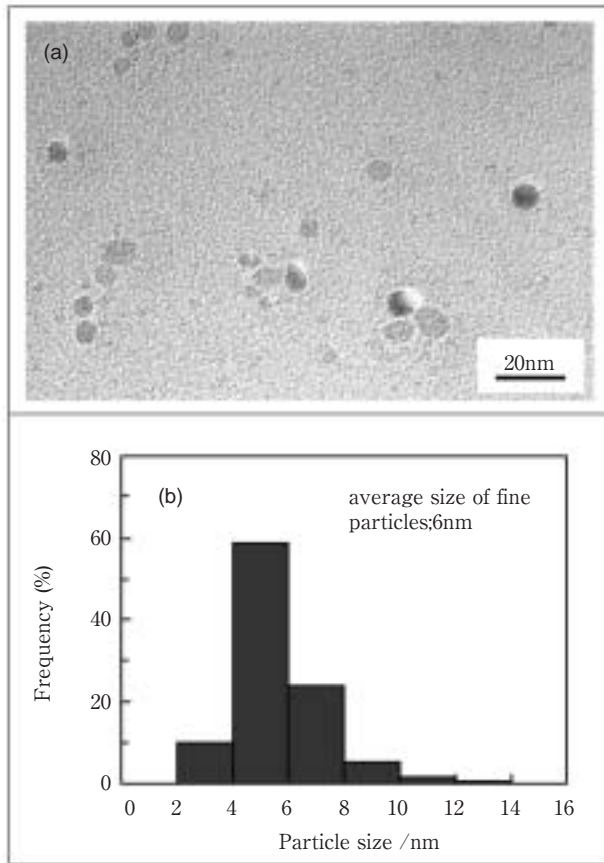 (a)
20nm
80
(b)
average size of fine
particles;6nm
60
40
20
0
Frequency (%)
0 2 4 6 8 10 12 14 16
Particle size /nm